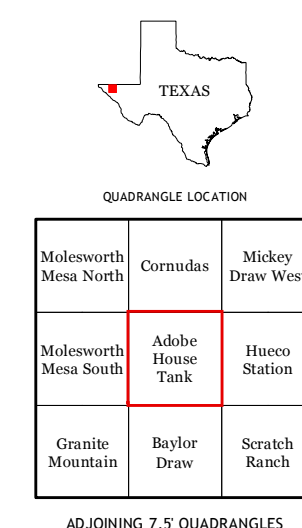 TEXAS
QUADRANGLE LOCATION
Molesworth
Mesa North
Cornudas
Mickey
Draw West
Molesworth
Mesa South
Adobe
House
Tank
Hueco
Station
Granite
Mountain
Baylor
Draw
Scratch
Ranch
ADJOINING 7.5' QUADRANGLES